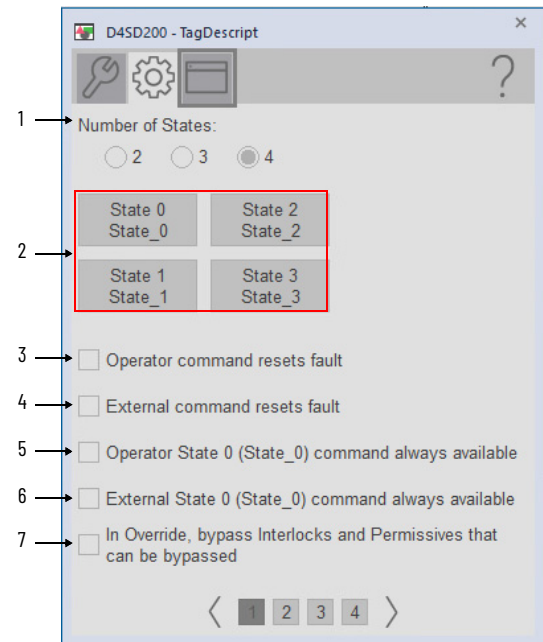 D4SD200 - TagDescript ×
?
1 Number of States:
2 3 4
State 0 State 2
State_0 State_2
2
State 1 State 3
State_1 State_3
3 Operator command resets fault
4 External command resets fault
5 Operator State 0 (State_0) command always available
6 External State 0 (State_0) command always available
7 In Override, bypass Interlocks and Permissives that
can be bypassed
1 2 3 4